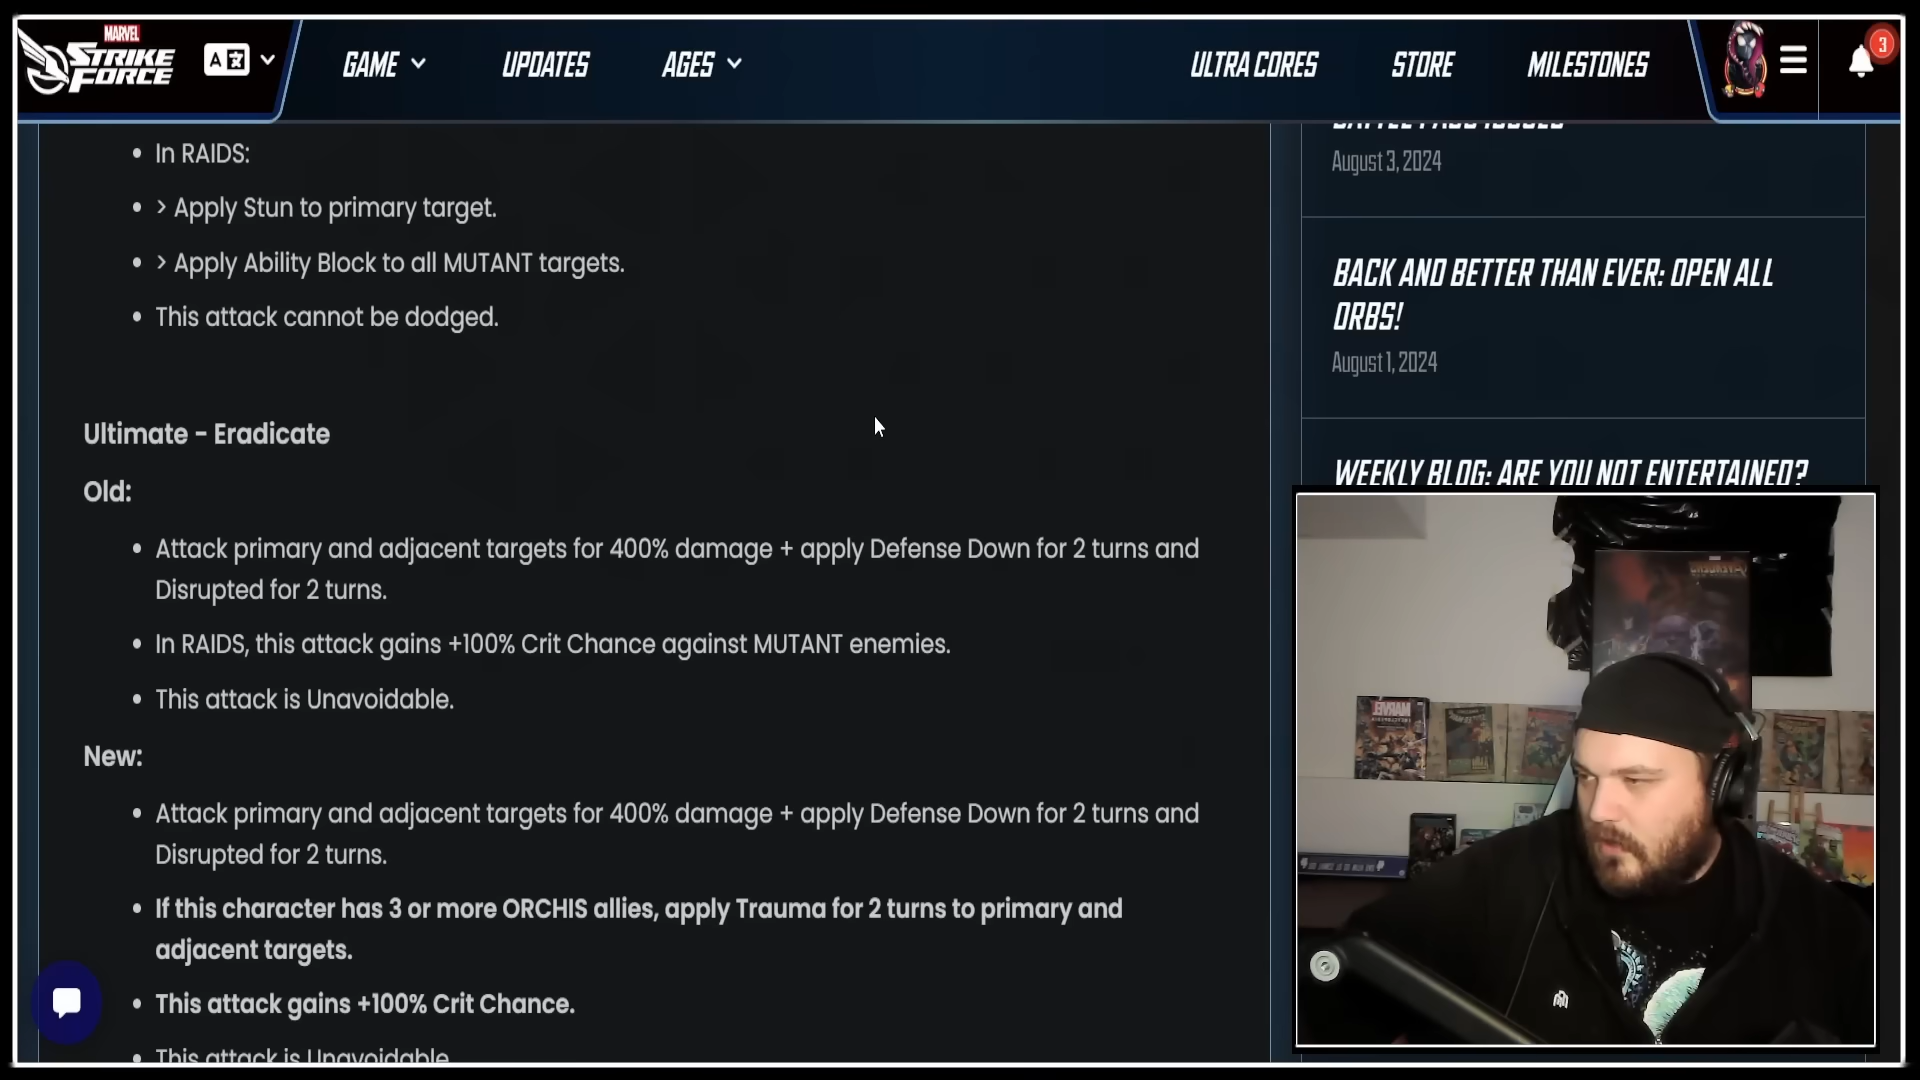 MARVEL
STRIKE
FORCE
GAME
UPDATES
AGES
ULTRA CORES
STORE
MILESTONES
3
In RAIDS:
> Apply Stun to primary target.
> Apply Ability Block to all MUTANT targets.
This attack cannot be dodged.
Ultimate - Eradicate
Old:
Attack primary and adjacent targets for 400% damage + apply Defense Down for 2 turns and
Disrupted for 2 turns.
In RAIDS, this attack gains +100% Crit Chance against MUTANT enemies.
This attack is Unavoidable.
New:
Attack primary and adjacent targets for 400% damage + apply Defense Down for 2 turns and
Disrupted for 2 turns.
If this character has 3 or more ORCHIS allies, apply Trauma for 2 turns to primary and
adjacent targets.
This attack gains +100% Crit Chance.
This attack is Unavoidable.
August 3, 2024
BACK AND BETTER THAN EVER: OPEN ALL
ORBS!
August 1, 2024
WEEKLY BLOG: ARE YOU NOT ENTERTAINED?
MARVEL